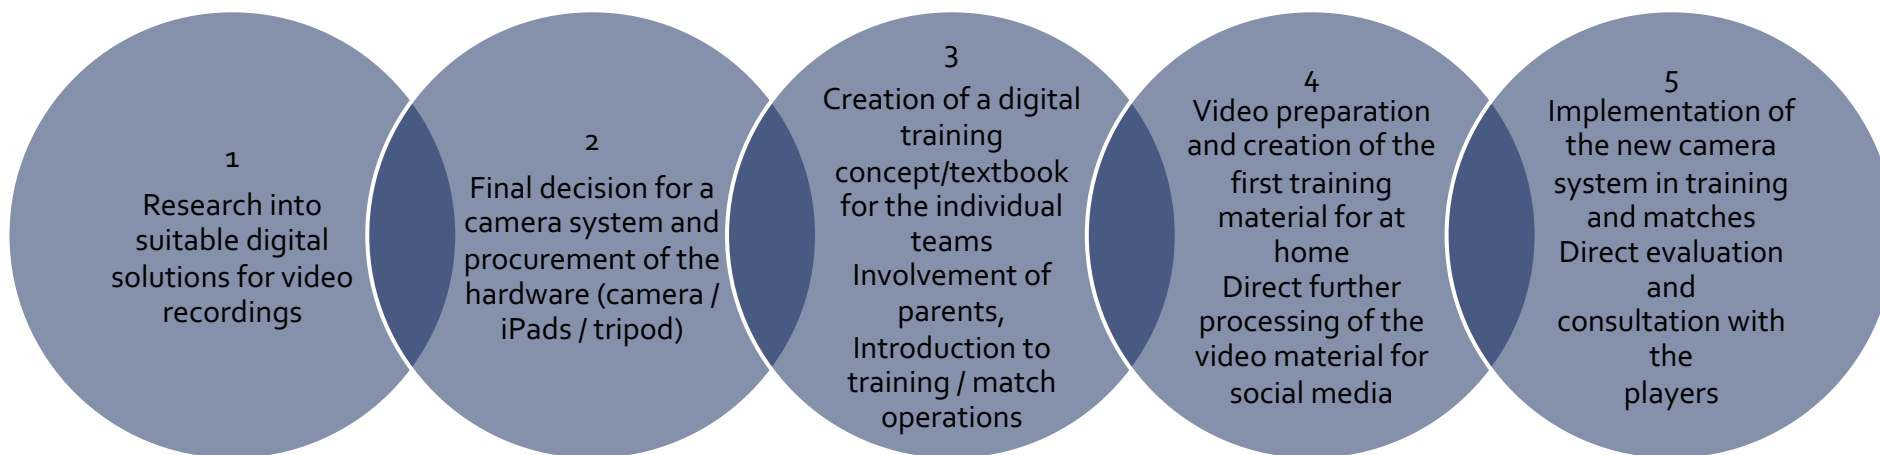 1
Research into
suitable digital
solutions for video
recordings
2
Final decision for a
camera system and
procurement of the
hardware (camera /
iPads / tripod)
3
Creation of a digital
training
concept/textbook
for the individual
teams
Involvement of
parents,
Introduction to
training / match
operations
4
Video preparation
and creation of the
first training
material for at
home
Direct further
processing of the
video material for
social media
5
Implementation of
the new camera
system in training
and matches
Direct evaluation
and
consultation with
the
players